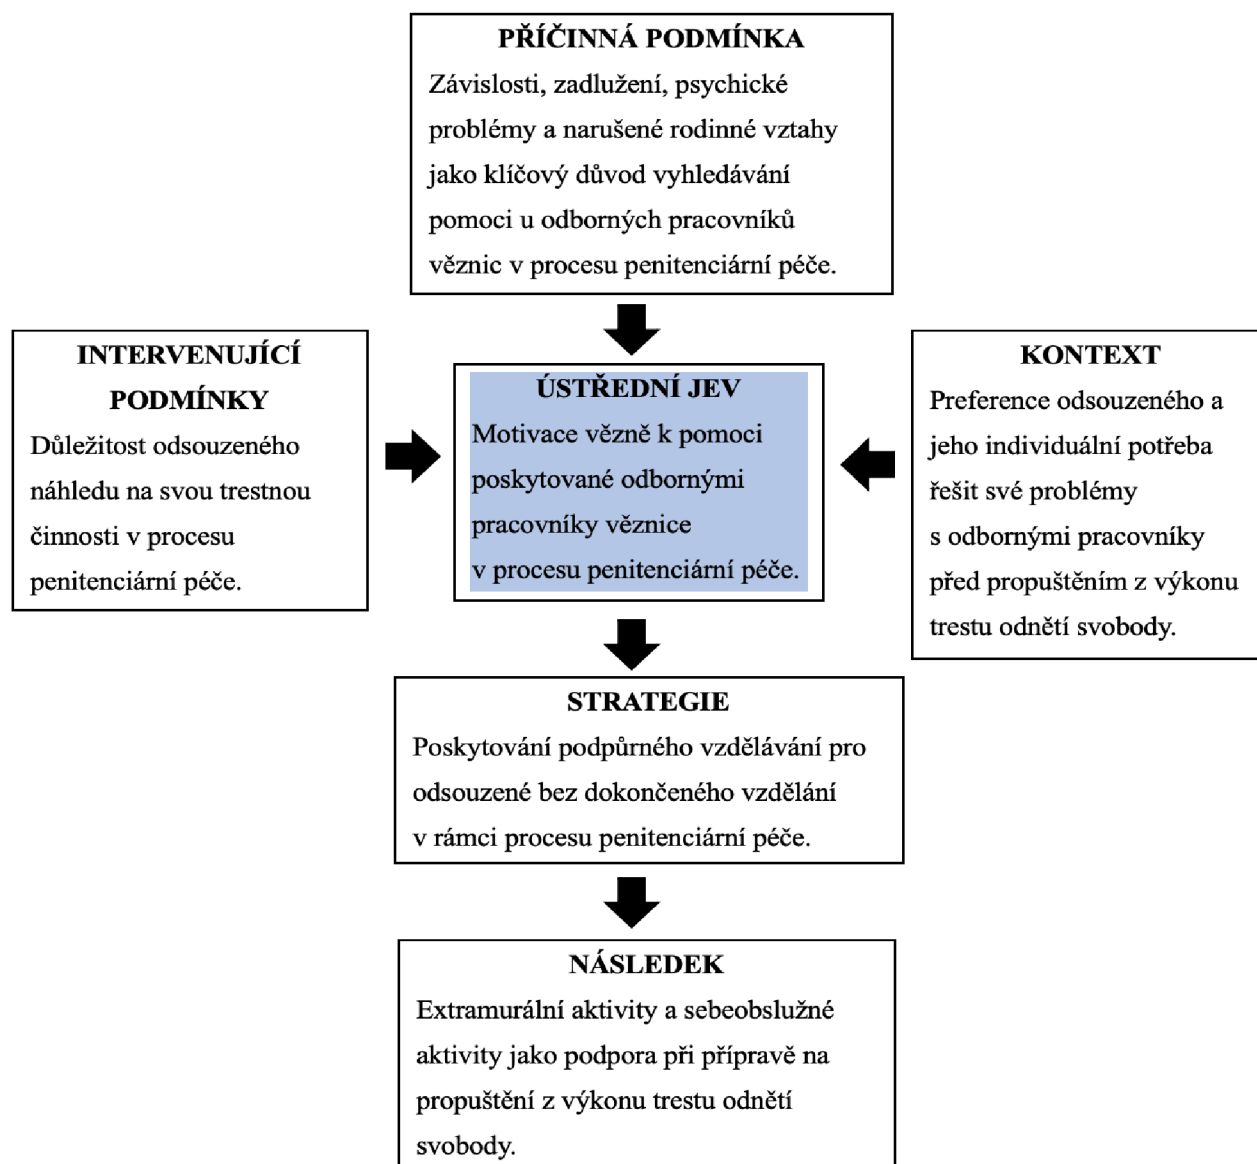 PŘÍČINNÁ PODMÍNKA
Závislosti, zadlužení, psychické
problémy a narušené rodinné vztahy
jako klíčový důvod vyhledávání
pomoci u odborných pracovníků
věznic v procesu penitenciární péče.
INTERVENUJÍCÍ
PODMÍNKY
Důležitost odsouzeného
náhledu na svou trestnou
činnosti v procesu
penitenciární péče.
ÚSTŘEDNÍ JEV
Motivace vězně k pomoci
poskytované odbornými
pracovníky věznice
v procesu penitenciární péče.
KONTEXT
Preference odsouzeného a
jeho individuální potřeba
řešit své problémy
s odbornými pracovníky
před propuštěním z výkonu
trestu odnětí svobody.
STRATEGIE
Poskytování podpůrného vzdělávání pro
odsouzené bez dokončeného vzdělání
v rámci procesu penitenciární péče.
NÁSLEDEK
Extramurální aktivity a sebeobslužné
aktivity jako podpora při přípravě na
propuštění z výkonu trestu odnětí
svobody.